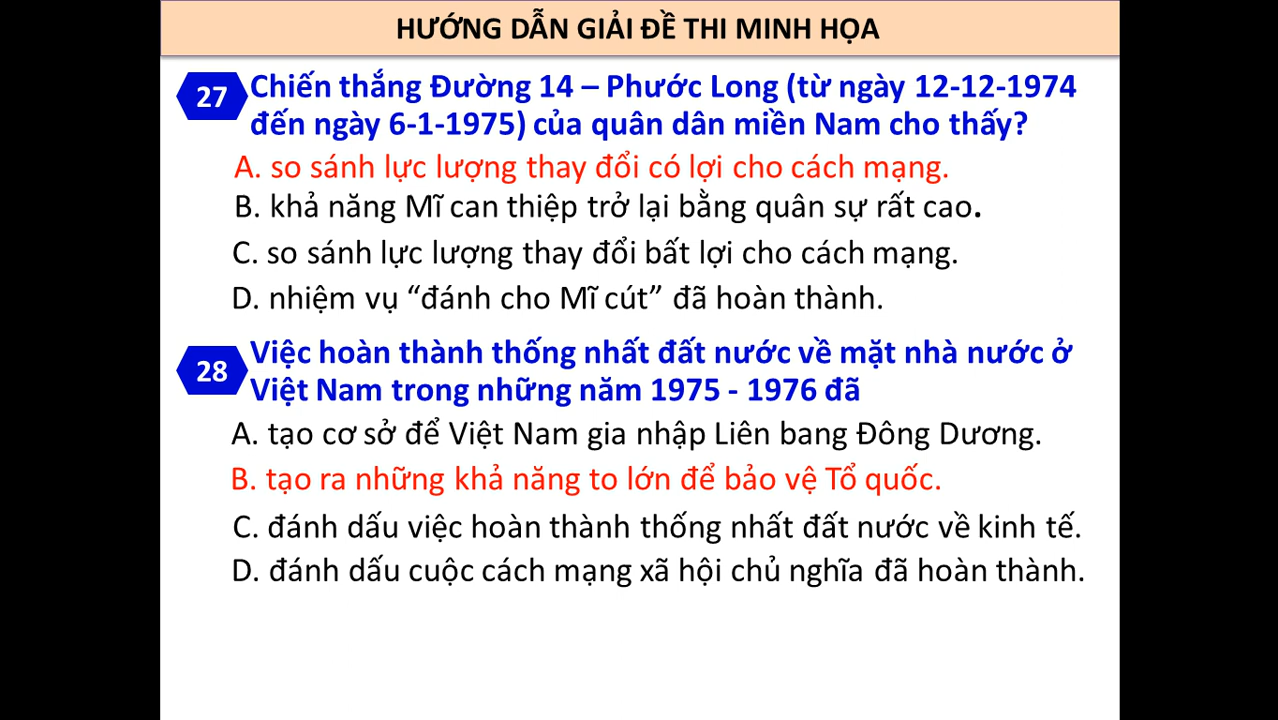 HƯỚNG DẪN GIẢI ĐỀ THI MINH HỌA
27 Chiến thắng Đường 14 – Phước Long (từ ngày 12-12-1974
đến ngày 6-1-1975) của quân dân miền Nam cho thấy?
A. so sánh lực lượng thay đổi có lợi cho cách mạng.
B. khả năng Mĩ can thiệp trở lại bằng quân sự rất cao.
C. so sánh lực lượng thay đổi bất lợi cho cách mạng.
D. nhiệm vụ “đánh cho Mĩ cút” đã hoàn thành.
28 Việc hoàn thành thống nhất đất nước về mặt nhà nước ở
Việt Nam trong những năm 1975 - 1976 đã
A. tạo cơ sở để Việt Nam gia nhập Liên bang Đông Dương.
B. tạo ra những khả năng to lớn để bảo vệ Tổ quốc.
C. đánh dấu việc hoàn thành thống nhất đất nước về kinh tế.
D. đánh dấu cuộc cách mạng xã hội chủ nghĩa đã hoàn thành.